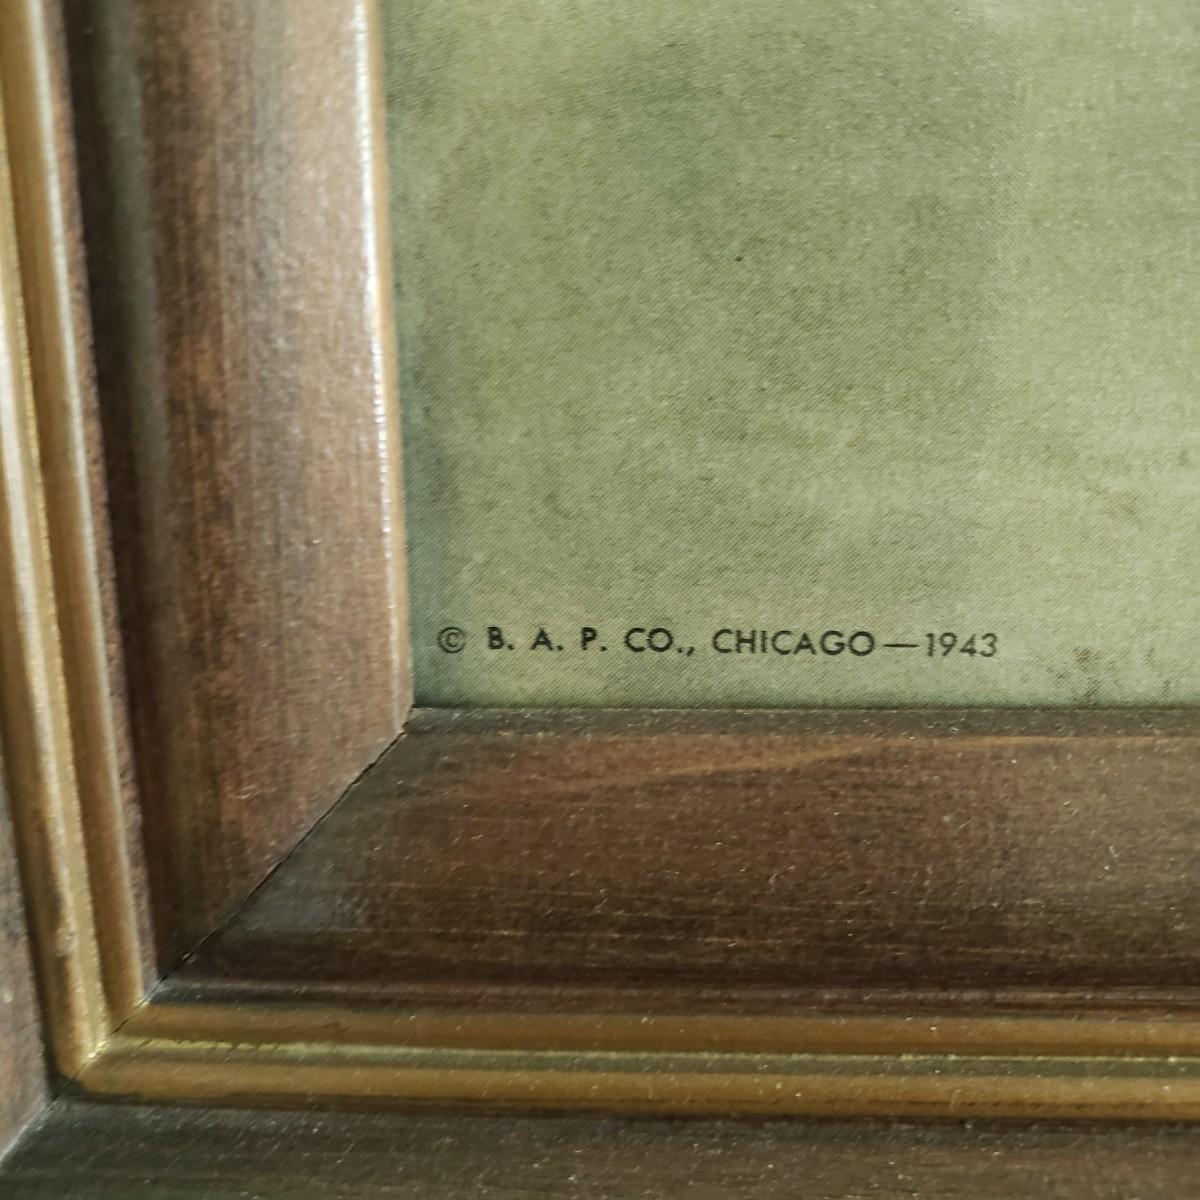 © B. A. P. CO., CHICAGO—1943